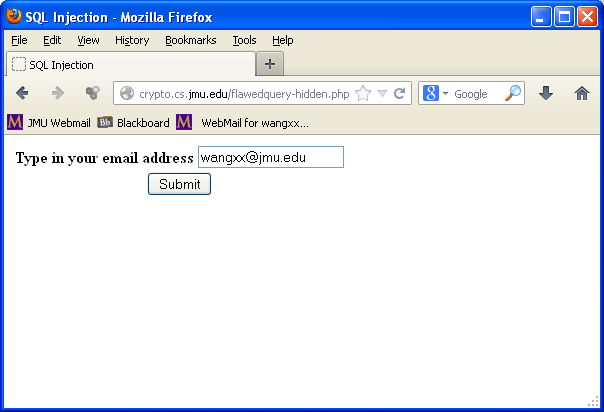 SQL Injection - Mozilla Firefox
File Edit View History Bookmarks Tools Help
SQL Injection
crypto.cs.jmu.edu/flawedquery-hidden.php Google
JMU Webmail Bb Blackboard WebMail for wangxx...
Type in your email address wangxx@jmu.edu
Submit